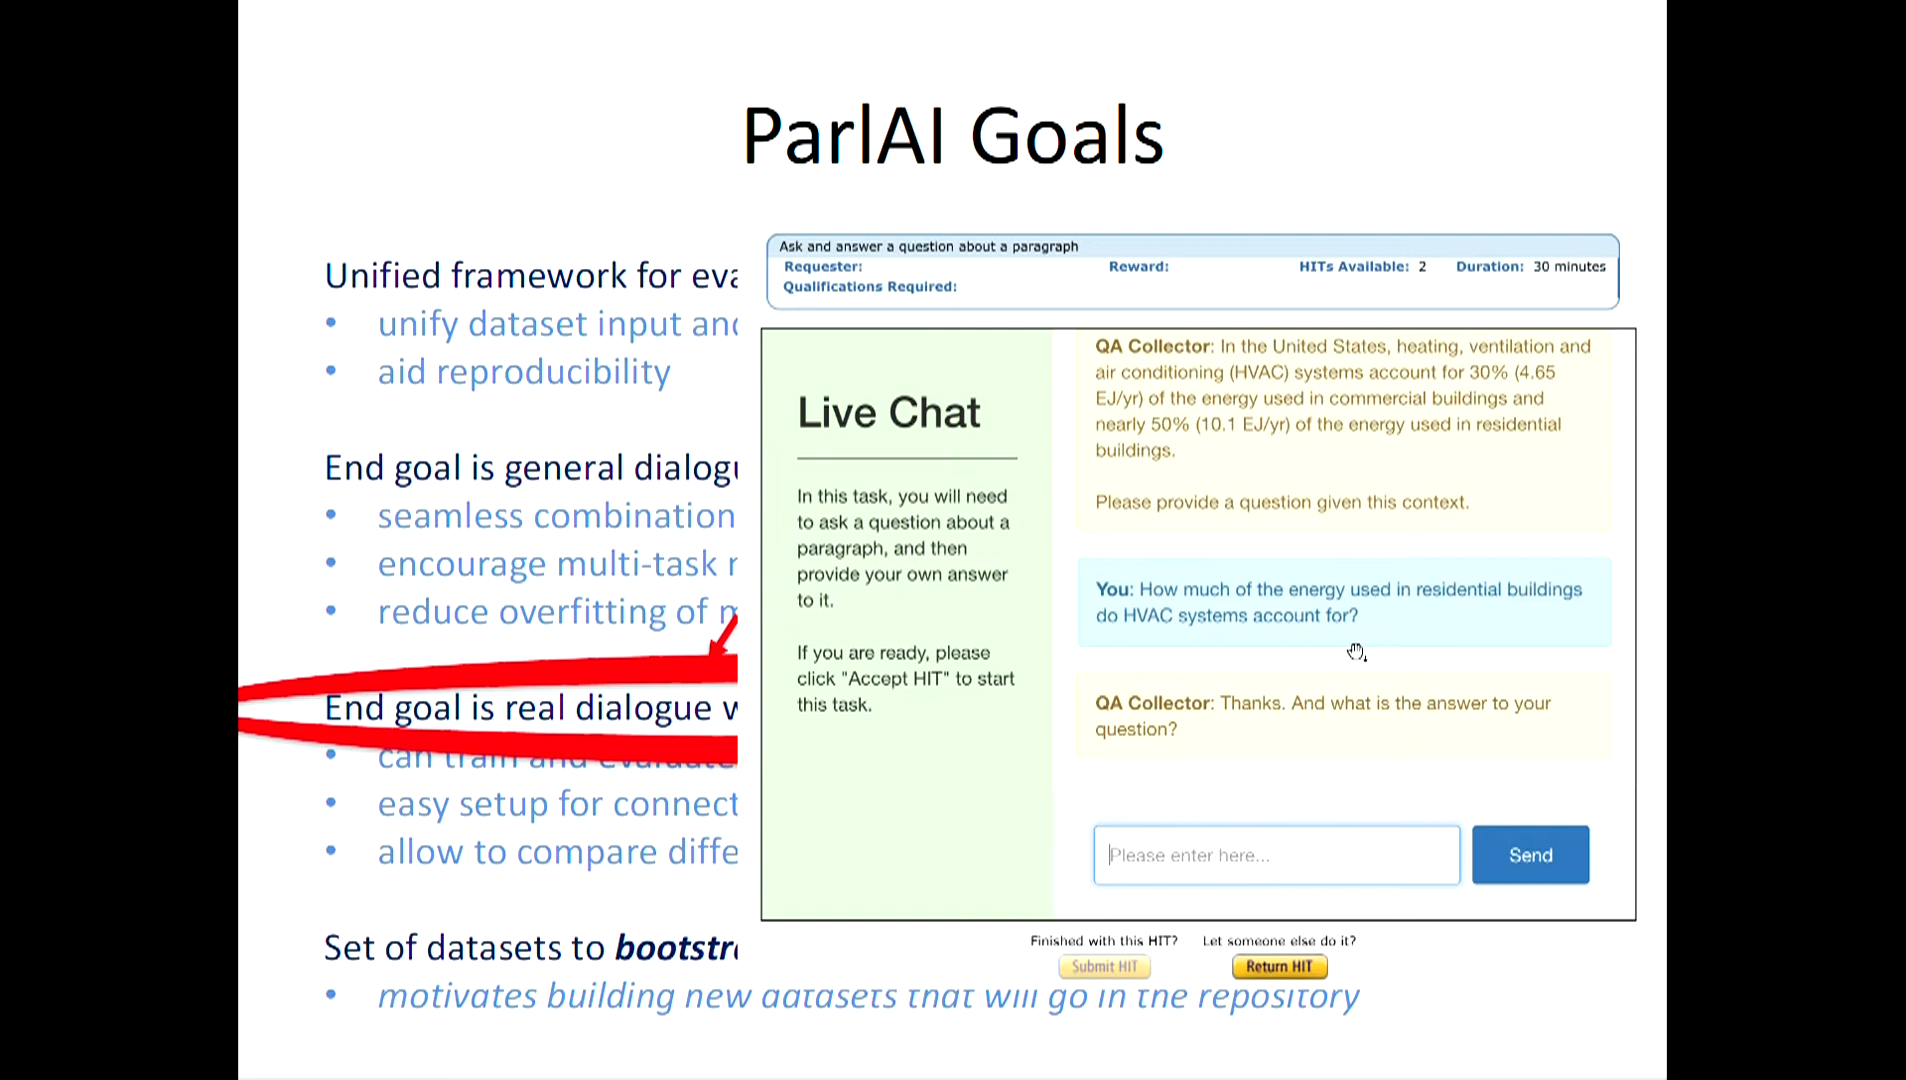 ParlAI Goals
Unified framework for
• unify dataset input
• aid reproducibility
End goal is general
• seamless combination
• encourage multi-task
• reduce overfitting of
End goal is real dialogue
• can train and evaluate
• easy setup for
• allow to compare
Set of datasets to
• motivates building new datasets that will go in the repository
Ask and answer a question about a paragraph
Requester: Reward: HITs Available: 2 Duration: 30 minutes
Qualifications Required:
Live Chat
In this task, you will need
to ask a question about a
paragraph, and then
provide your own answer
to it.
If you are ready, please
click "Accept HIT" to start
this task.
QA Collector: In the United States, heating, ventilation and
air conditioning (HVAC) systems account for 30% (4.65
EJ/yr) of the energy used in commercial buildings and
nearly 50% (10.1 EJ/yr) of the energy used in residential
buildings.
Please provide a question given this context.
You: How much of the energy used in residential buildings
do HVAC systems account for?
QA Collector: Thanks. And what is the answer to your
question?
Please enter here...
Send
Finished with this HIT? Let someone else do it?
Submit HIT Return HIT